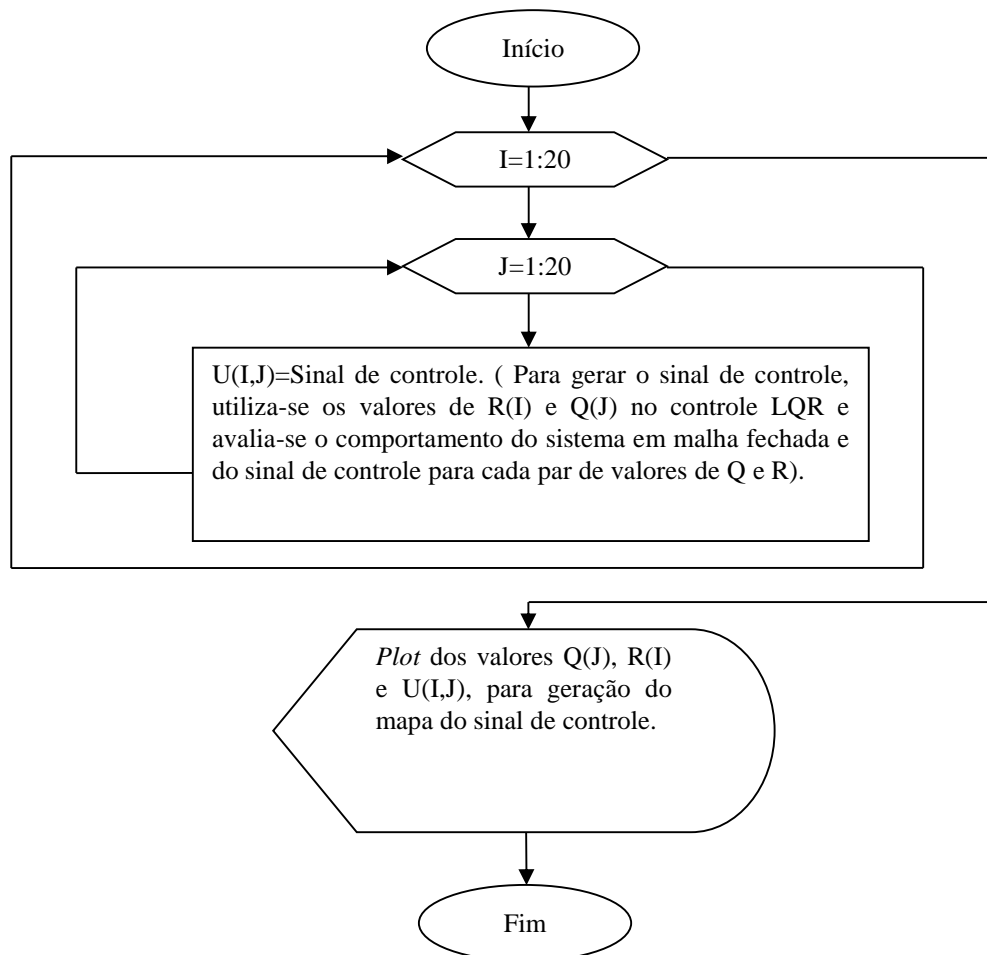 Início
I=1:20
J=1:20
U(I,J)=Sinal de controle. ( Para gerar o sinal de controle,
utiliza-se os valores de R(I) e Q(J) no controle LQR e
avalia-se o comportamento do sistema em malha fechada e
do sinal de controle para cada par de valores de Q e R).
Plot dos valores Q(J), R(I)
e U(I,J), para geração do
mapa do sinal de controle.
Fim